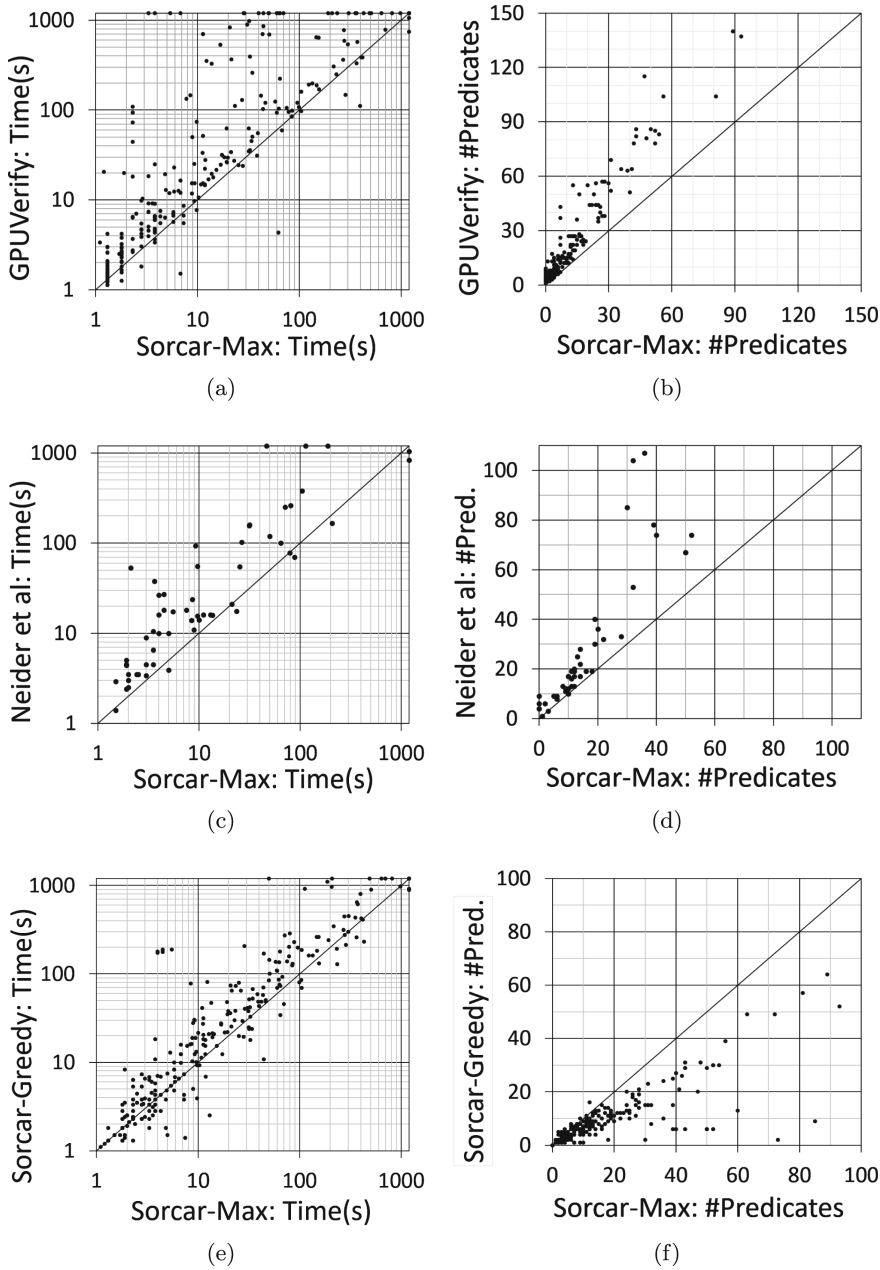 GPUVerify: Time(s)
1000
100
10
1
1 10 100 1000
Sorcar-Max: Time(s)
(a)
GPUVerify: #Predicates
150
120
90
60
30
0
0 30 60 90 120 150
Sorcar-Max: #Predicates
(b)
Neider et al: Time(s)
1000
100
10
1
1 10 100 1000
Sorcar-Max: Time(s)
(c)
Neider et al: #Pred.
100
80
60
40
20
0
0 20 40 60 80 100
Sorcar-Max: #Predicates
(d)
Sorcar-Greedy: Time(s)
1000
100
10
1
1 10 100 1000
Sorcar-Max: Time(s)
(e)
Sorcar-Greedy: #Pred.
100
80
60
40
20
0
0 20 40 60 80 100
Sorcar-Max: #Predicates
(f)